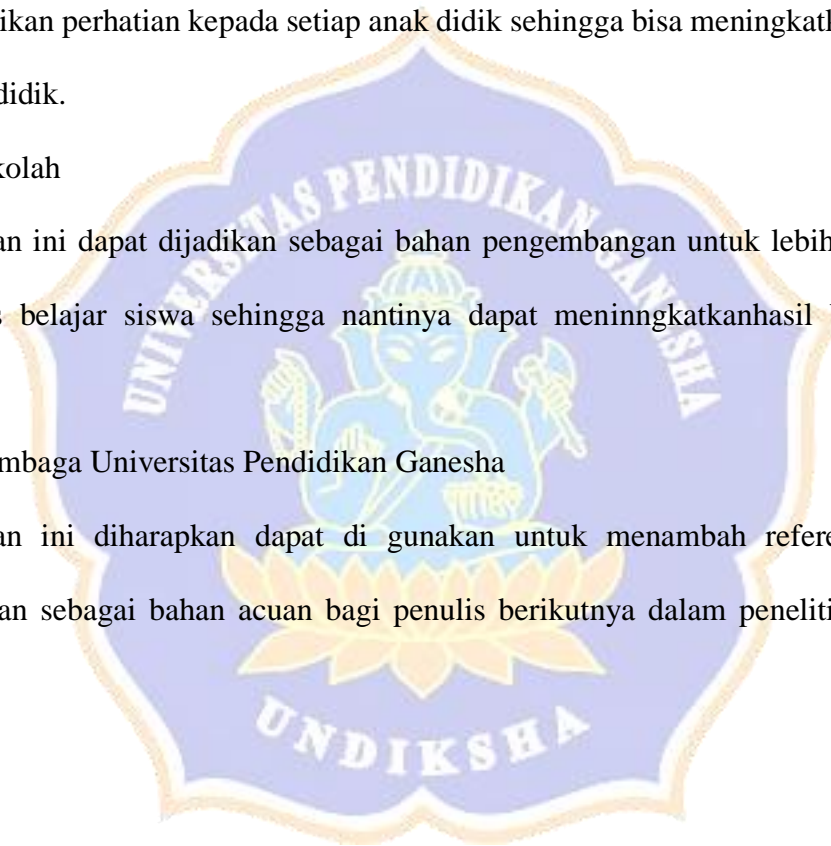 ikan perhatian kepada setiap anak didik sehingga bisa meningkatk
didik.
kolah
an ini dapat dijadikan sebagai bahan pengembangan untuk lebih
s belajar siswa sehingga nantinya dapat meninngkatkanhasil
mbaga Universitas Pendidikan Ganesha
an ini diharapkan dapat di gunakan untuk menambah refere
an sebagai bahan acuan bagi penulis berikutnya dalam peneliti
UNIVERSITAS PENDIDIKAN GANESHA
UNDIKSHA